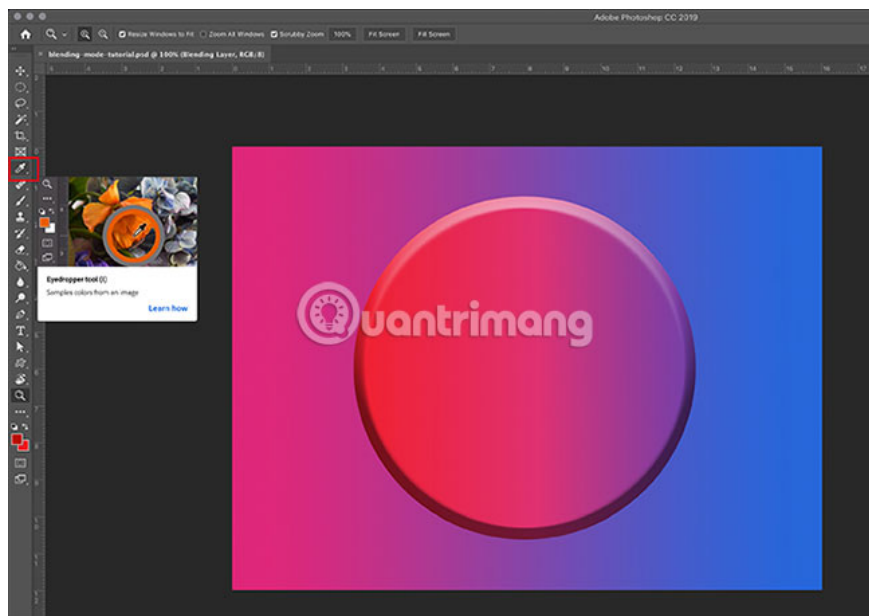 Adobe Photoshop CC 2019
Resize Windows to Fit Zoom All Windows Scrubby Zoom 100% Fit Screen Fill Screen
× blending-mode-tutorial.psd @ 100% (Blending Layer, RGB/8)
Eyedropper tool (I)
Samples colors from an image
Learn how
Quantrimang